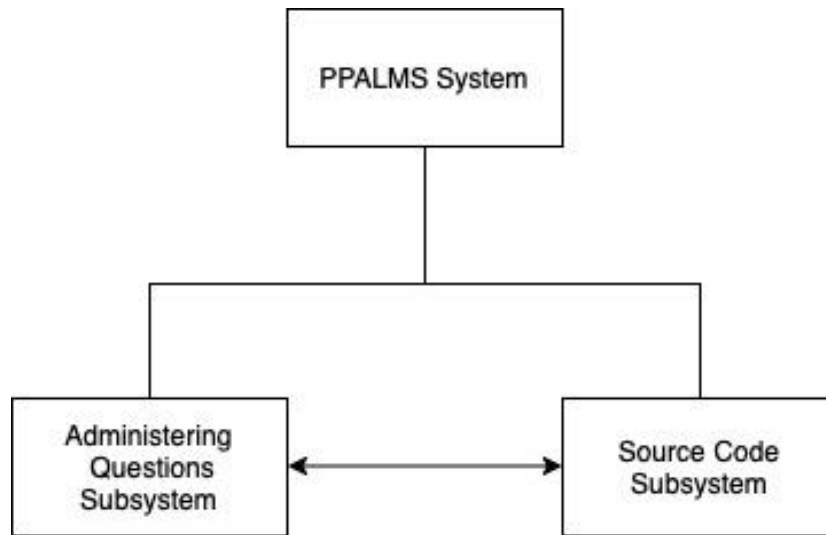 PPALMS System
Administering
Questions
Subsystem
Source Code
Subsystem